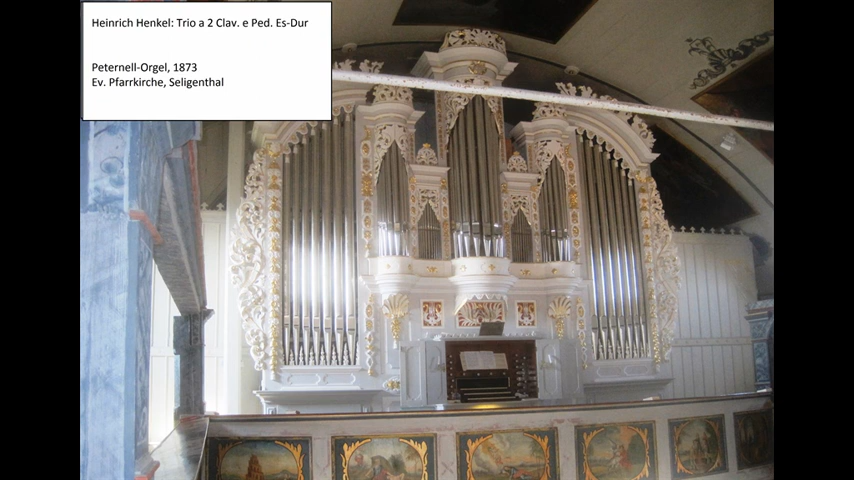 Heinrich Henkel: Trio a 2 Clav. e Ped. Es-Dur
Peternell-Orgel, 1873
Ev. Pfarrkirche, Seligenthal